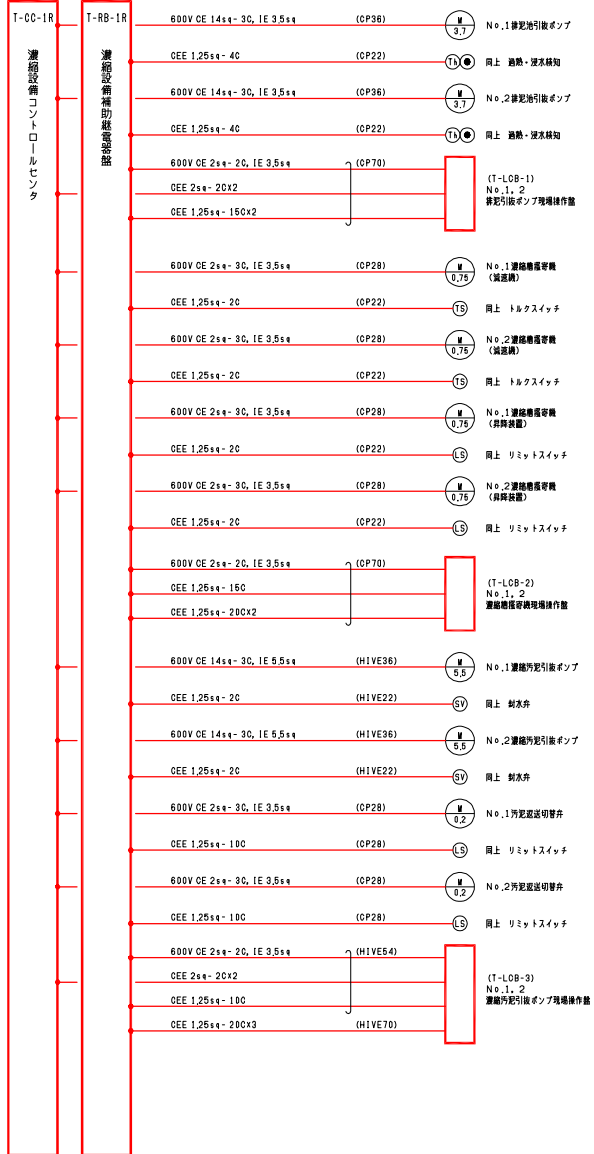 T-CC-1R
濃縮設備コントロールセンタ
T-RB-1R
濃縮設備補助継電器盤
600V CE 14sq- 3C, IE 3.5sq (CP36) M 3.7 No.1排泥池引抜ポンプ
CEE 1.25sq- 4C (CP22) Th 同上 過熱・浸水検知
600V CE 14sq- 3C, IE 3.5sq (CP36) M 3.7 No.2排泥池引抜ポンプ
CEE 1.25sq- 4C (CP22) Th 同上 過熱・浸水検知
600V CE 2sq- 2C, IE 3.5sq (CP70)
CEE 2sq- 2CX2
CEE 1.25sq- 15CX2
(T-LCB-1)
No.1, 2
排泥引抜ポンプ現場操作盤
600V CE 2sq- 3C, IE 3.5sq (CP28) M 0.75 No.1濃縮槽掻寄機
(減速機)
CEE 1.25sq- 2C (CP22) TS 同上 トルクスイッチ
600V CE 2sq- 3C, IE 3.5sq (CP28) M 0.75 No.2濃縮槽掻寄機
(減速機)
CEE 1.25sq- 2C (CP22) TS 同上 トルクスイッチ
600V CE 2sq- 3C, IE 3.5sq (CP28) M 0.75 No.1濃縮槽掻寄機
(昇降装置)
CEE 1.25sq- 2C (CP22) LS 同上 リミットスイッチ
600V CE 2sq- 3C, IE 3.5sq (CP28) M 0.75 No.2濃縮槽掻寄機
(昇降装置)
CEE 1.25sq- 2C (CP22) LS 同上 リミットスイッチ
600V CE 2sq- 2C, IE 3.5sq (CP70)
CEE 1.25sq- 15C
CEE 1.25sq- 20CX2
(T-LCB-2)
No.1, 2
濃縮槽掻寄機現場操作盤
600V CE 14sq- 3C, IE 5.5sq (HIVE36) M 5.5 No.1濃縮汚泥引抜ポンプ
CEE 1.25sq- 2C (HIVE22) SV 同上 封水弁
600V CE 14sq- 3C, IE 5.5sq (HIVE36) M 5.5 No.2濃縮汚泥引抜ポンプ
CEE 1.25sq- 2C (HIVE22) SV 同上 封水弁
600V CE 2sq- 3C, IE 3.5sq (CP28) M 0.2 No.1汚泥返送切替弁
CEE 1.25sq- 10C (CP28) LS 同上 リミットスイッチ
600V CE 2sq- 3C, IE 3.5sq (CP28) M 0.2 No.2汚泥返送切替弁
CEE 1.25sq- 10C (CP28) LS 同上 リミットスイッチ
600V CE 2sq- 2C, IE 3.5sq (HIVE54)
CEE 2sq- 2CX2
CEE 1.25sq- 10C
CEE 1.25sq- 20CX3 (HIVE70)
(T-LCB-3)
No.1, 2
濃縮汚泥引抜ポンプ現場操作盤